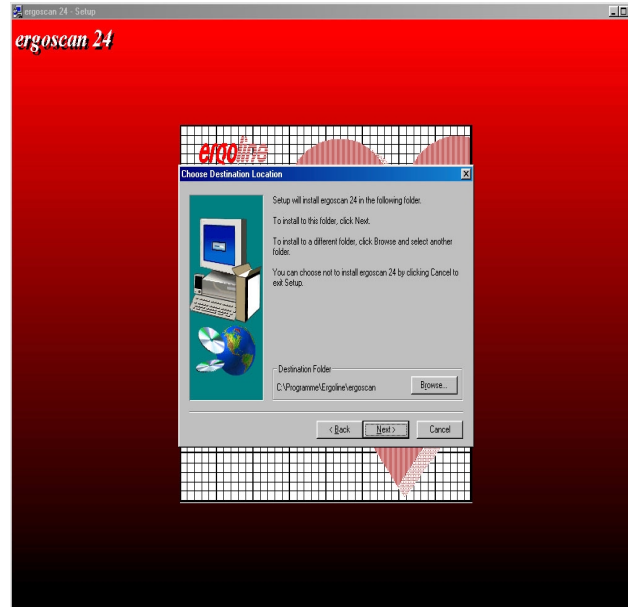 ergoscan 24 - Setup
ergoscan 24
ergoline
Choose Destination Location
Setup will install ergoscan 24 in the following folder.
To install to this folder, click Next.
To install to a different folder, click Browse and select another
folder.
You can choose not to install ergoscan 24 by clicking Cancel to
exit Setup.
Destination Folder
C:\Programme\Ergoline\ergoscan
Browse...
< Back
Next >
Cancel